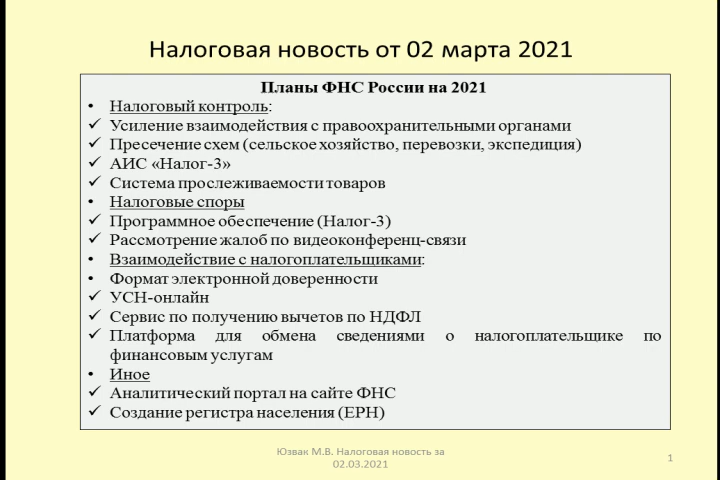 Налоговая новость от 02 марта 2021
Планы ФНС России на 2021
• Налоговый контроль:
✓ Усиление взаимодействия с правоохранительными органами
✓ Пресечение схем (сельское хозяйство, перевозки, экспедиция)
✓ АИС «Налог-3»
✓ Система прослеживаемости товаров
• Налоговые споры
✓ Программное обеспечение (Налог-3)
✓ Рассмотрение жалоб по видеоконференц-связи
• Взаимодействие с налогоплательщиками:
• Формат электронной доверенности
✓ УСН-онлайн
✓ Сервис по получению вычетов по НДФЛ
✓ Платформа для обмена сведениями о налогоплательщике по
финансовым услугам
• Иное
✓ Аналитический портал на сайте ФНС
✓ Создание регистра населения (ЕРН)
Юзвак М.В. Налоговая новость за
02.03.2021
1